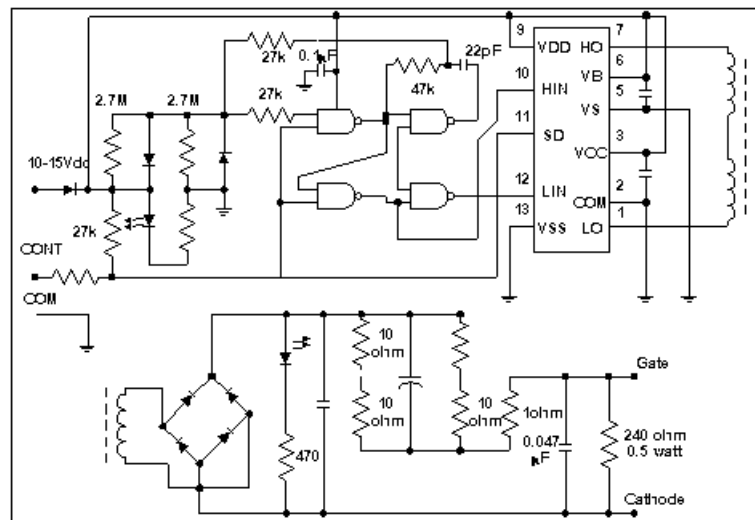 27k
0.1µF
22pF
9
VDD
HO
7
VB
6
10
HIN
VS
5
2.7M
2.7M
27k
47k
11
SD
VCC
3
10-15Vdc
12
LIN
COM
2
27k
13
VSS
LO
1
CONT
COM
10
ohm
Gate
10
ohm
10
ohm
1ohm
470
0.047
µF
240 ohm
0.5 watt
Cathode